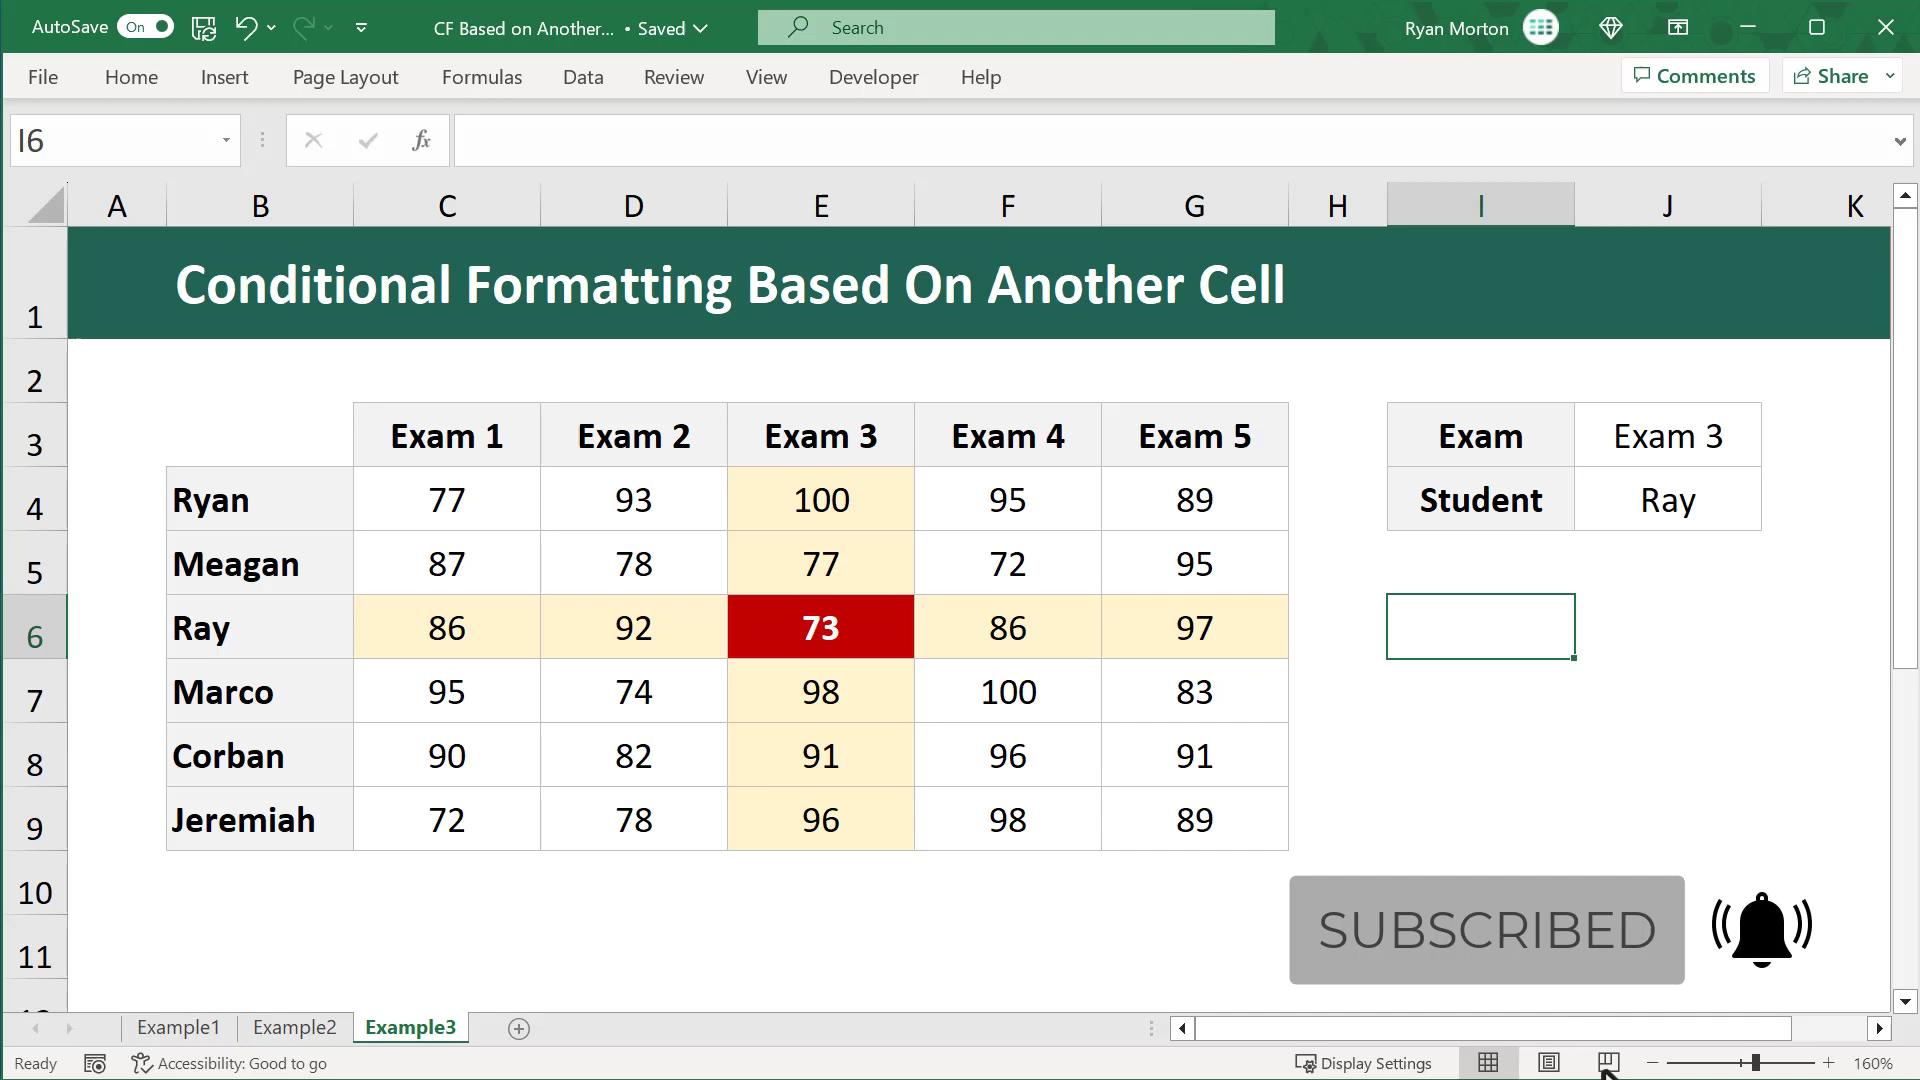 AutoSave On CF Based on Another... • Saved Search Ryan Morton
File Home Insert Page Layout Formulas Data Review View Developer Help Comments Share
I6 fx
A B C D E F G H I J K
1 Conditional Formatting Based On Another Cell
2
3 Exam 1 Exam 2 Exam 3 Exam 4 Exam 5 Exam Exam 3
4 Ryan 77 93 100 95 89 Student Ray
5 Meagan 87 78 77 72 95
6 Ray 86 92 73 86 97
7 Marco 95 74 98 100 83
8 Corban 90 82 91 96 91
9 Jeremiah 72 78 96 98 89
10
SUBSCRIBED
11
Example1 Example2 Example3
Ready Accessibility: Good to go Display Settings 160%